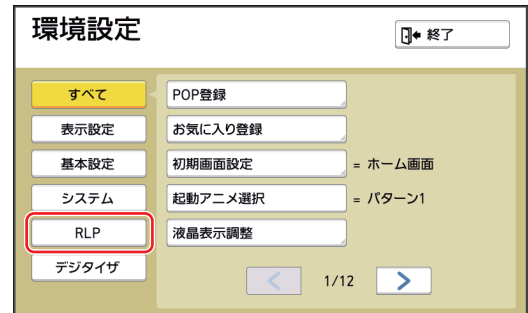 環境設定
終了
すべて
POP登録
表示設定
お気に入り登録
基本設定
初期画面設定 = ホーム画面
システム
起動アニメ選択 = パターン1
RLP
液晶表示調整
デジタイザ
1/12